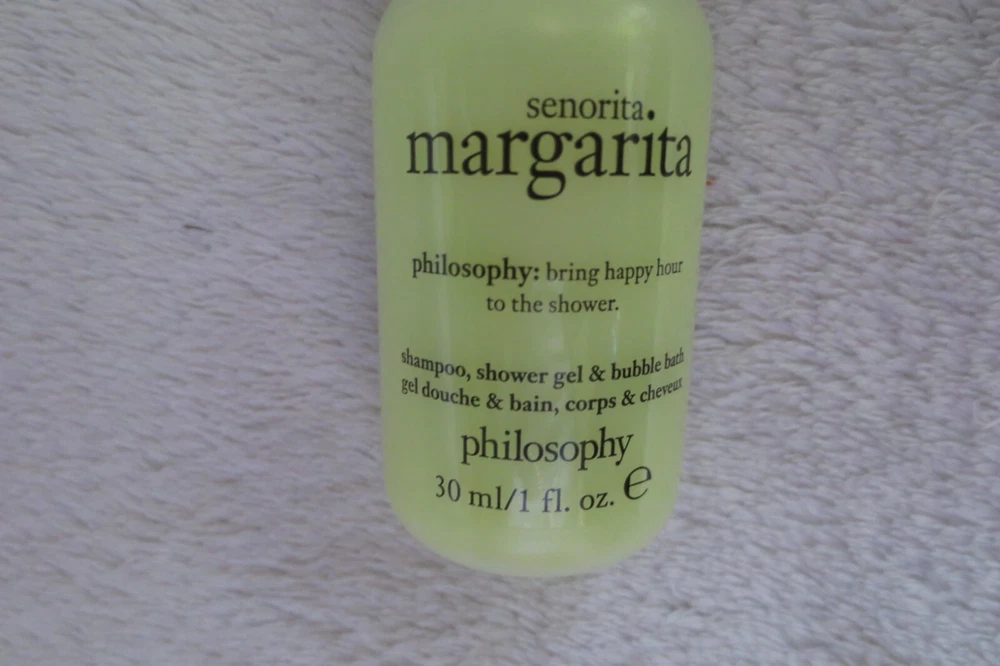 senorita.
margarita
philosophy: bring happy hour
to the shower.
shampoo, shower gel & bubble bath
gel douche & bain, corps & cheveux
philosophy
30 ml/1 fl. oz. e